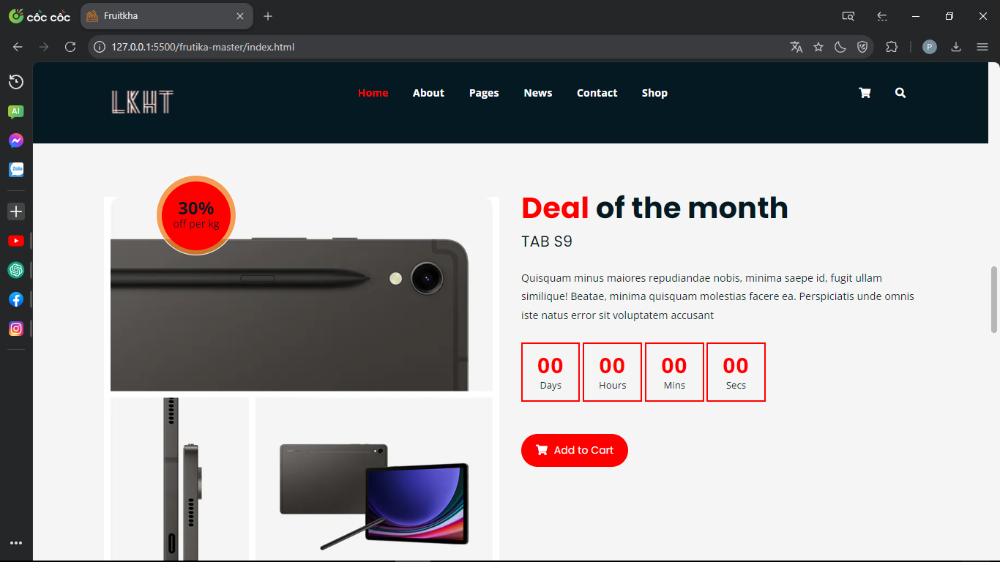 cốc cốc
Fruitkha
127.0.0.1:5500/frutika-master/index.html
P
AI
Zalo
LKHT
Home About Pages News Contact Shop
30%
off per kg
Deal of the month
TAB S9
Quisquam minus maiores repudiandae nobis, minima saepe id, fugit ullam
similique! Beatae, minima quisquam molestias facere ea. Perspiciatis unde omnis
iste natus error sit voluptatem accusant
00 00 00 00
Days Hours Mins Secs
Add to Cart